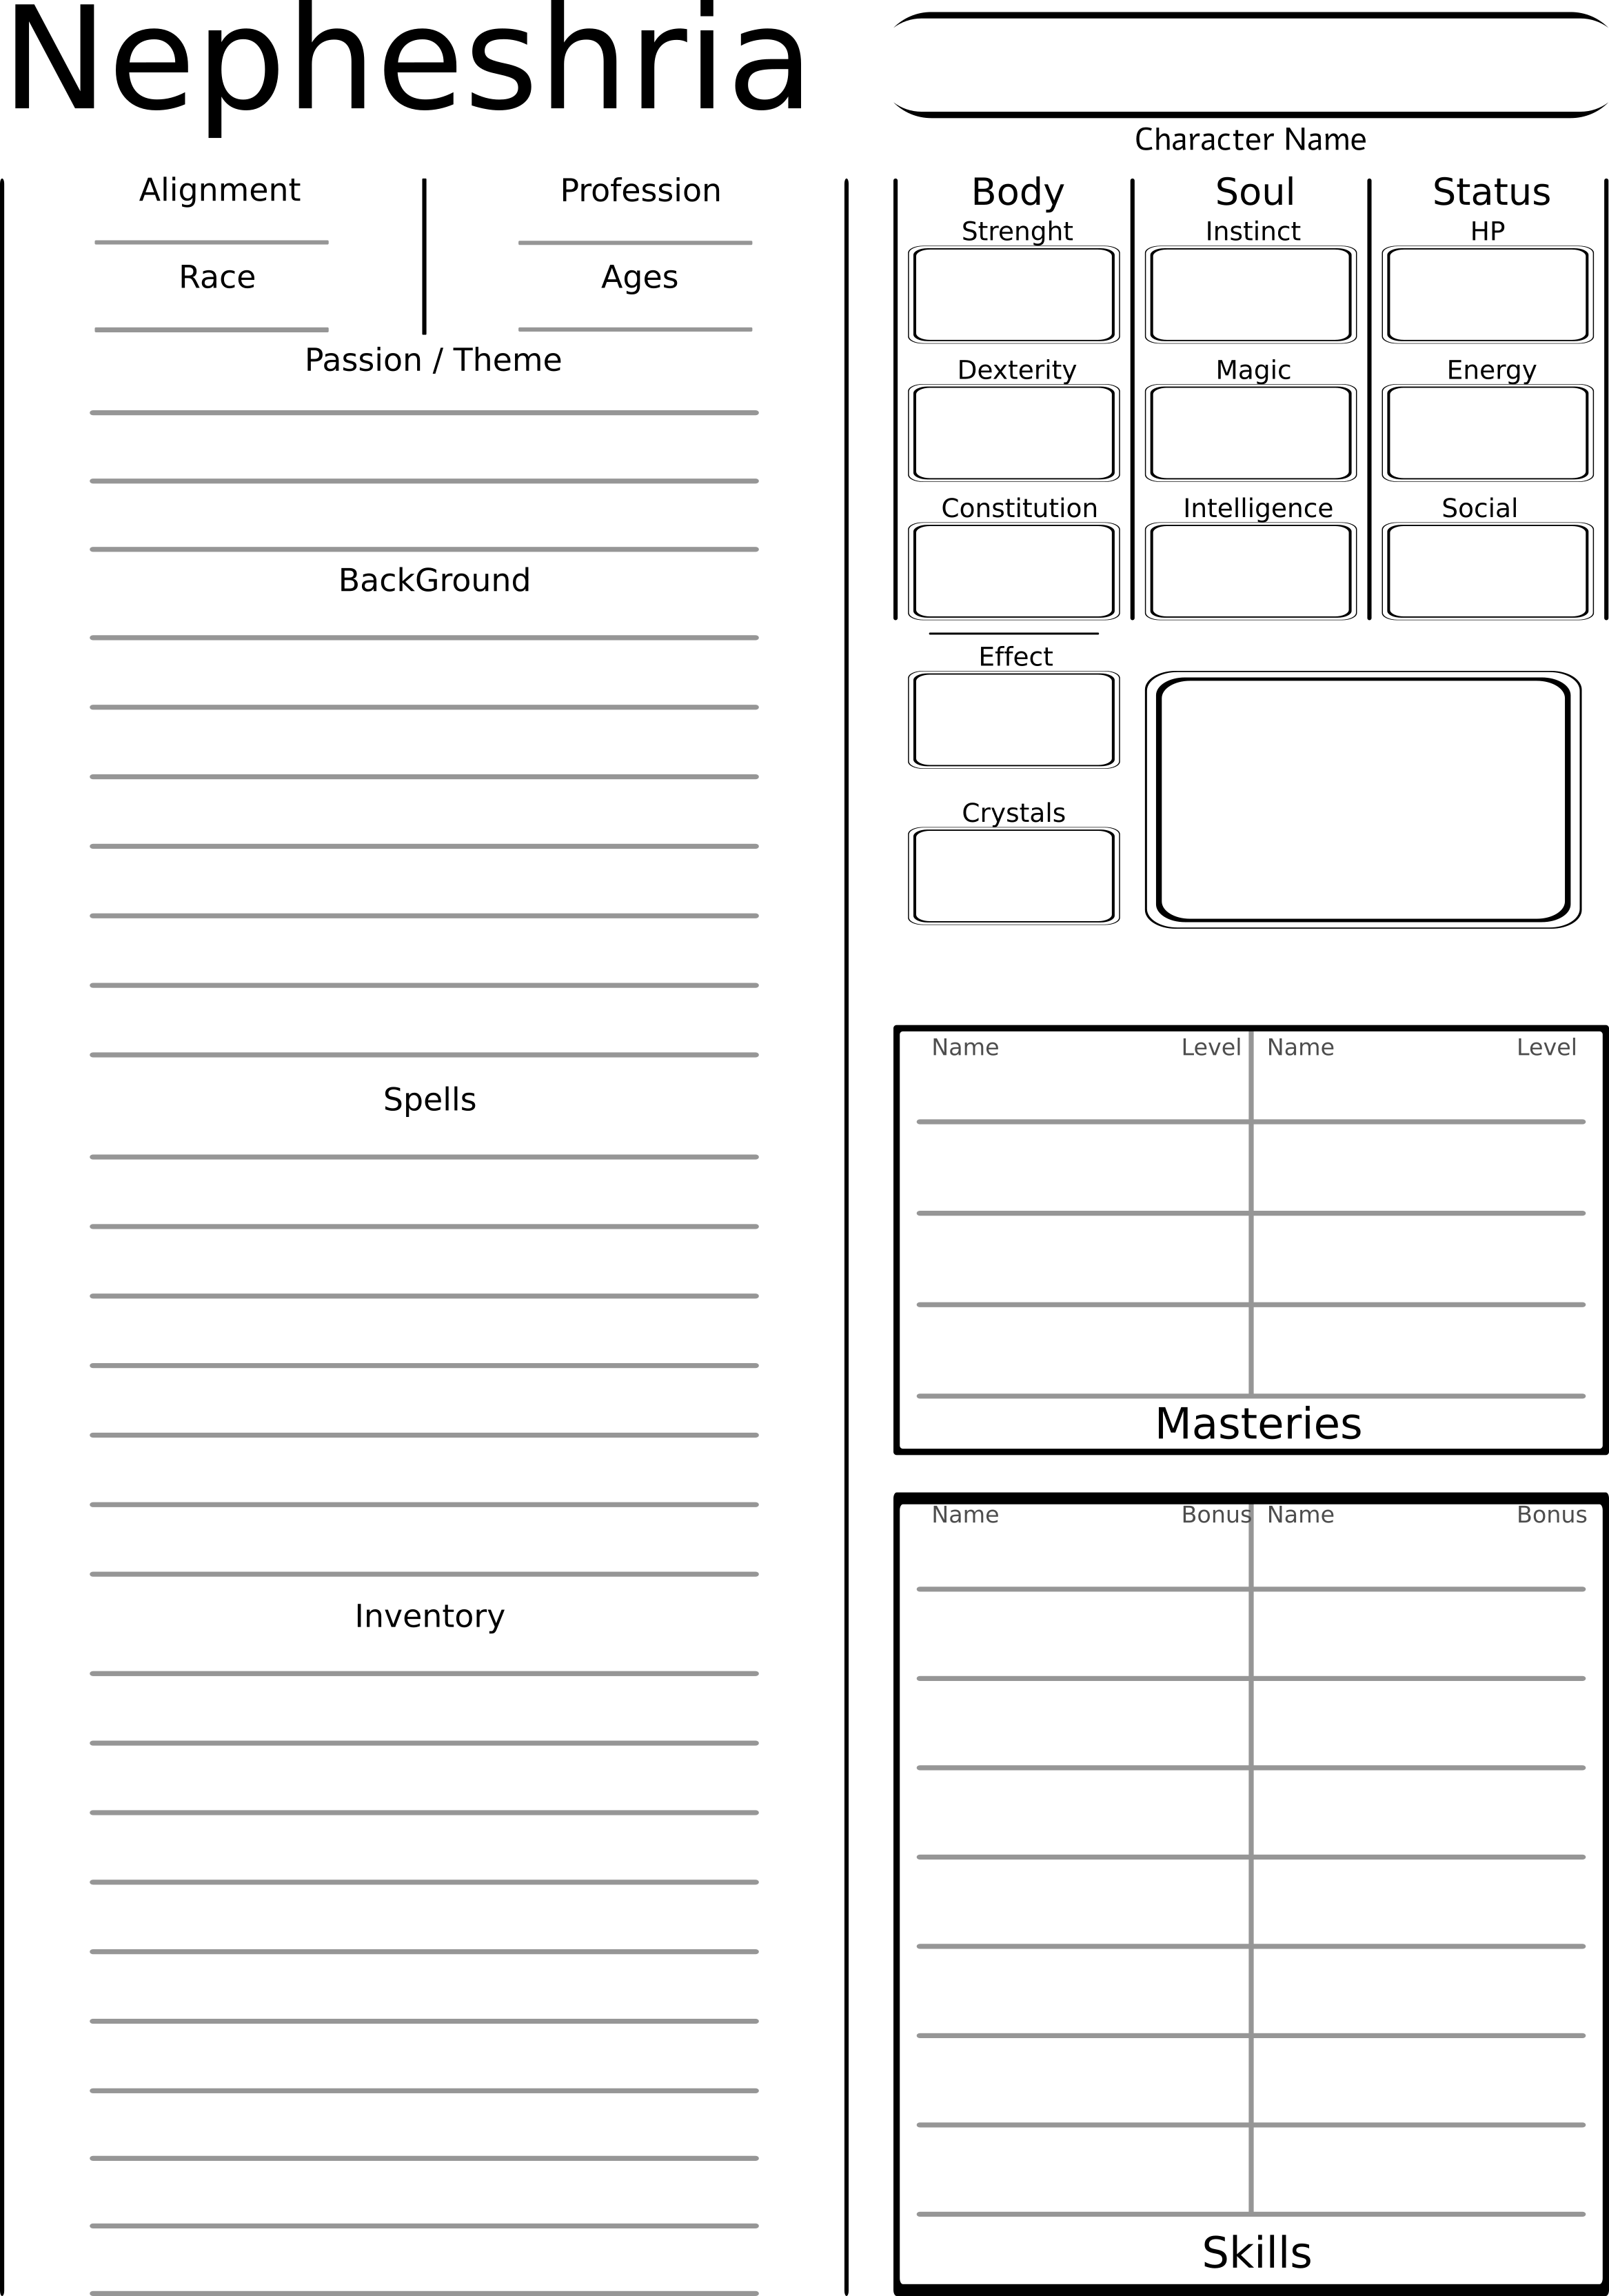 Nepheshria
Character Name
Alignment
Profession
Race
Ages
Passion / Theme
BackGround
Spells
Inventory
Body Soul Status
Strenght Instinct HP
Dexterity Magic Energy
Constitution Intelligence Social
Effect
Crystals
Name Level Name Level
Masteries
Name Bonus Name Bonus
Skills